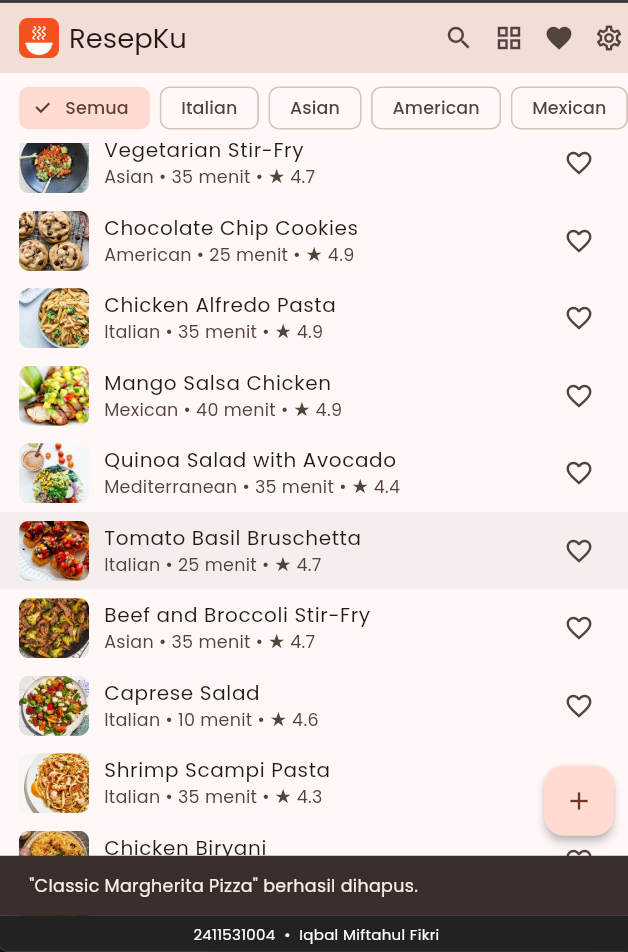 ResepKu
Semua
Italian
Asian
American
Mexican
Vegetarian Stir-Fry
Asian • 35 menit • ★ 4.7
Chocolate Chip Cookies
American • 25 menit • ★ 4.9
Chicken Alfredo Pasta
Italian • 35 menit • ★ 4.9
Mango Salsa Chicken
Mexican • 40 menit • ★ 4.9
Quinoa Salad with Avocado
Mediterranean • 35 menit • ★ 4.4
Tomato Basil Bruschetta
Italian • 25 menit • ★ 4.7
Beef and Broccoli Stir-Fry
Asian • 35 menit • ★ 4.7
Caprese Salad
Italian • 10 menit • ★ 4.6
Shrimp Scampi Pasta
Italian • 35 menit • ★ 4.3
Chicken Biryani
"Classic Margherita Pizza" berhasil dihapus.
2411531004 • Iqbal Miftahul Fikri